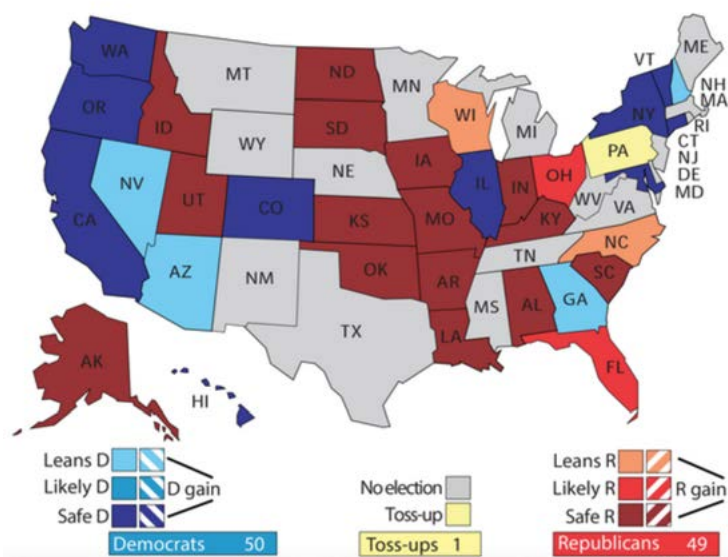 WA
MT
ND
MN
VT
ME
OR
ID
SD
WI
MI
NY
NH
MA
RI
CT
NJ
DE
MD
WY
NE
IA
PA
NV
UT
CO
IL
IN
OH
WV
VA
CA
KS
MO
KY
NC
TN
AZ
NM
OK
AR
SC
MS
AL
GA
TX
LA
FL
AK
HI
Leans D
Likely D
D gain
Safe D
Democrats 50
No election
Toss-up
Toss-ups 1
Leans R
Likely R
R gain
Safe R
Republicans 49